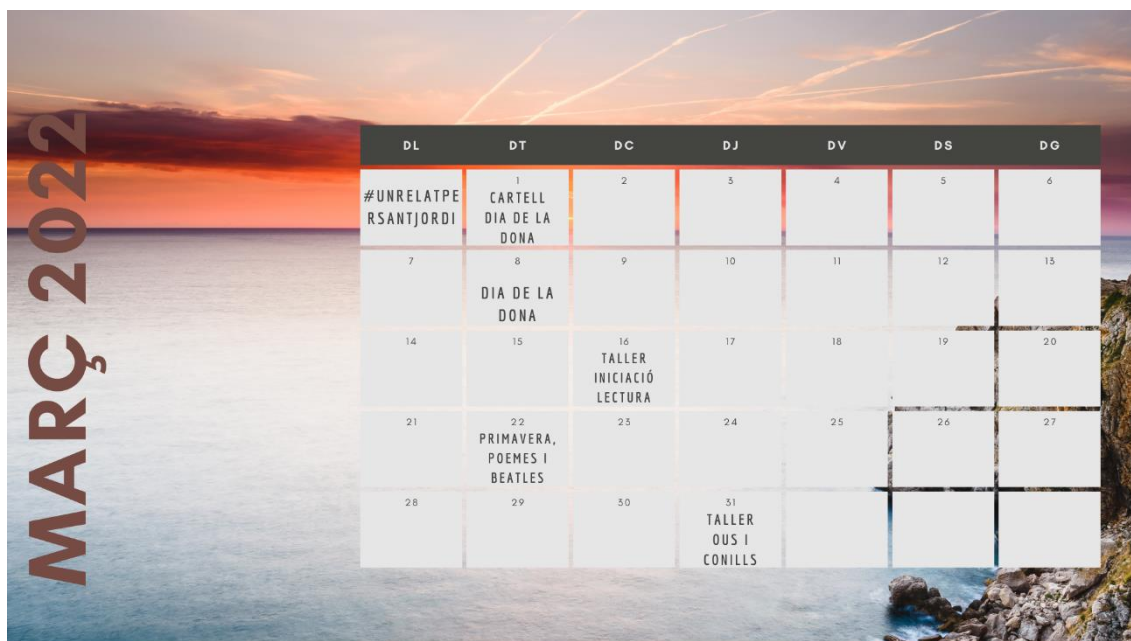 MARÇ 2022
DL DT DC DJ DV DS DG
#UNRELATPE
RSANTJORDI
1
CARTELL
DIA DE LA
DONA
2
3
4
5
6
7
8
DIA DE LA
DONA
9
10
11
12
13
14
15
16
TALLER
INICIACIÓ
LECTURA
17
18
19
20
21
22
PRIMAVERA,
POEMES I
BEATLES
23
24
25
26
27
28
29
30
31
TALLER
OUS I
CONILLS